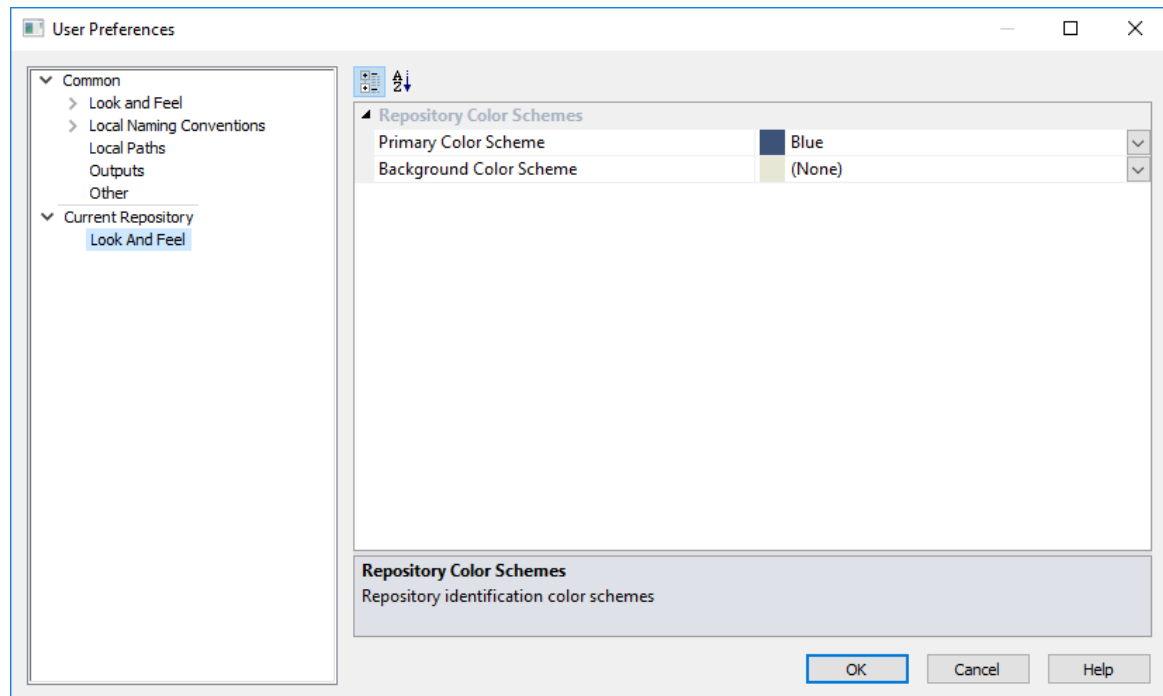 User Preferences
Common
Look and Feel
Local Naming Conventions
Local Paths
Outputs
Other
Current Repository
Look And Feel
Repository Color Schemes
Primary Color Scheme Blue
Background Color Scheme (None)
Repository Color Schemes
Repository identification color schemes
OK Cancel Help